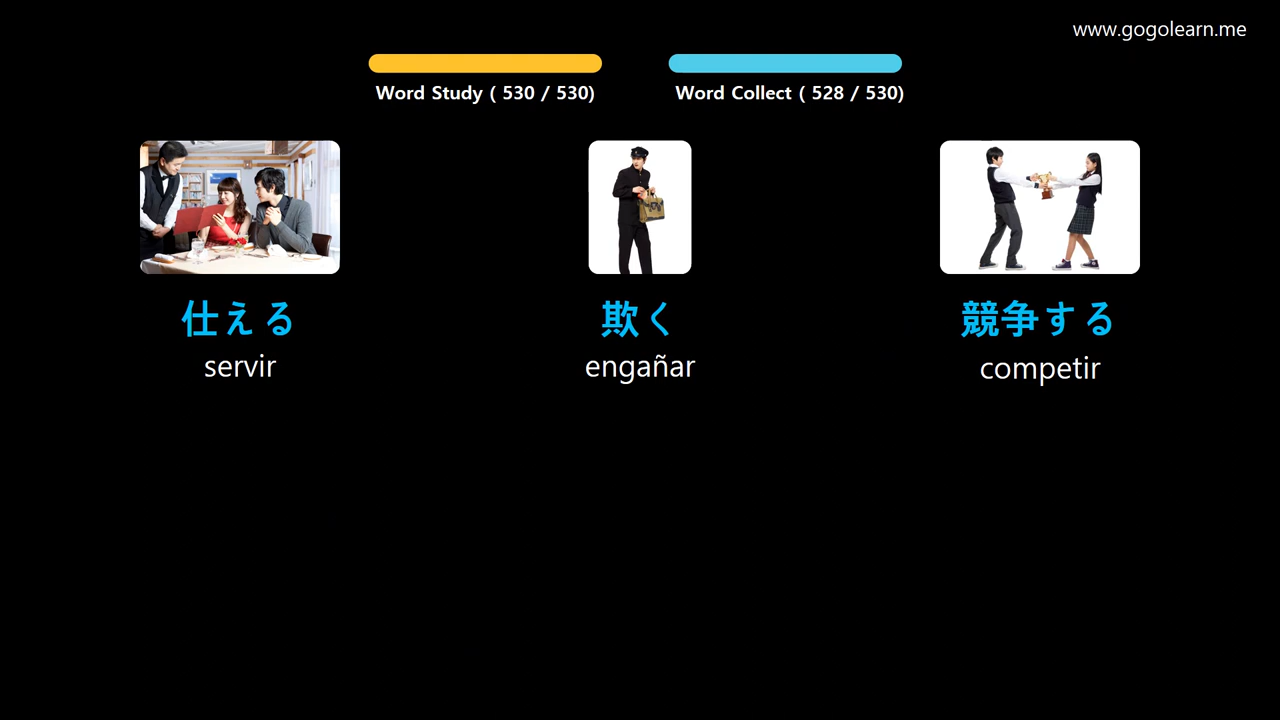 www.gogolearn.me
Word Study ( 530 / 530)
Word Collect ( 528 / 530)
仕える
欺く
競争する
servir
engañar
competir